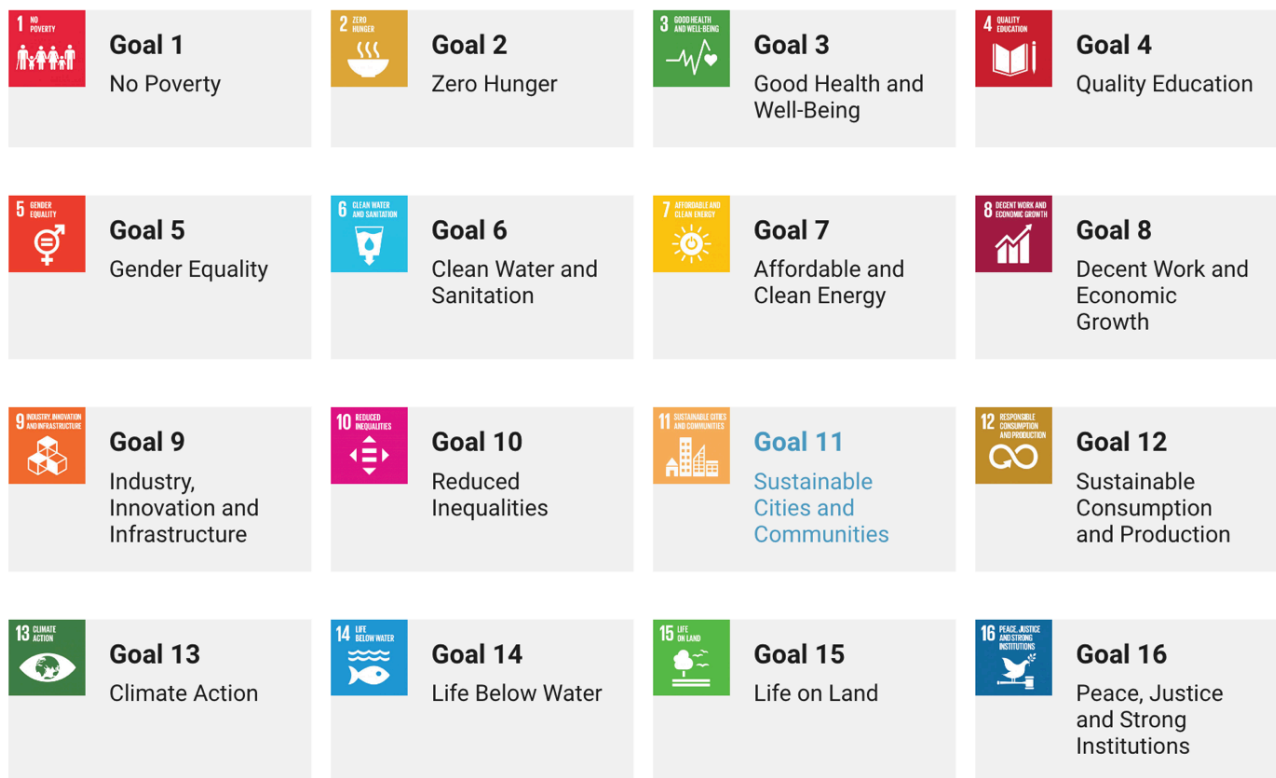 1 NO
POVERTY
Goal 1
No Poverty
2 ZERO
HUNGER
Goal 2
Zero Hunger
3 GOOD HEALTH
AND WELL-BEING
Goal 3
Good Health and
Well-Being
4 QUALITY
EDUCATION
Goal 4
Quality Education
5 GENDER
EQUALITY
Goal 5
Gender Equality
6 CLEAN WATER
AND SANITATION
Goal 6
Clean Water and
Sanitation
7 AFFORDABLE AND
CLEAN ENERGY
Goal 7
Affordable and
Clean Energy
8 DECENT WORK AND
ECONOMIC GROWTH
Goal 8
Decent Work and
Economic
Growth
9 INDUSTRY, INNOVATION
AND INFRASTRUCTURE
Goal 9
Industry,
Innovation and
Infrastructure
10 REDUCED
INEQUALITIES
Goal 10
Reduced
Inequalities
11 SUSTAINABLE CITIES
AND COMMUNITIES
Goal 11
Sustainable
Cities and
Communities
12 RESPONSIBLE
CONSUMPTION
AND PRODUCTION
Goal 12
Sustainable
Consumption
and Production
13 CLIMATE
ACTION
Goal 13
Climate Action
14 LIFE
BELOW WATER
Goal 14
Life Below Water
15 LIFE
ON LAND
Goal 15
Life on Land
16 PEACE, JUSTICE
AND STRONG
INSTITUTIONS
Goal 16
Peace, Justice
and Strong
Institutions